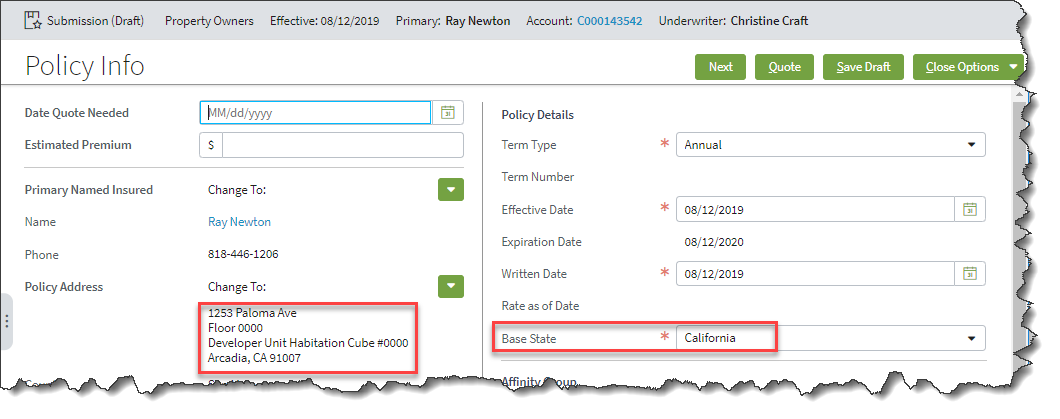 Submission (Draft) Property Owners Effective: 08/12/2019 Primary: Ray Newton Account: C000143542 Underwriter: Christine Craft
Policy Info
Next Quote Save Draft Close Options
Date Quote Needed MM/dd/yyyy
Estimated Premium $
Primary Named Insured Change To:
Name Ray Newton
Phone 818-446-1206
Policy Address Change To:
1253 Paloma Ave
Floor 0000
Developer Unit Habitation Cube #0000
Arcadia, CA 91007
Policy Details
Term Type * Annual
Term Number
Effective Date * 08/12/2019
Expiration Date 08/12/2020
Written Date * 08/12/2019
Rate as of Date
Base State * California
Affinity Group